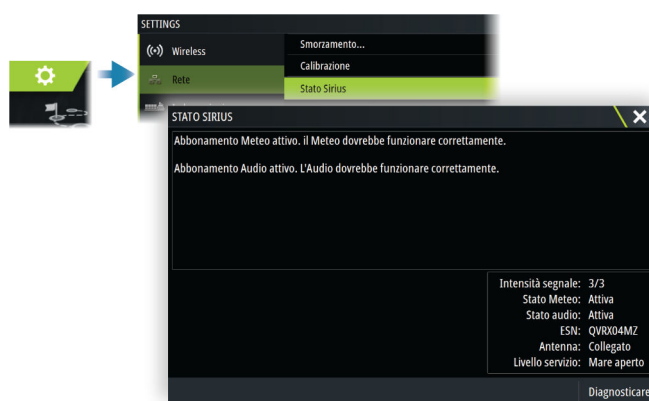 SETTINGS
Wireless
Smorzamento...
Calibrazione
Rete
Stato Sirius
STATO SIRIUS
Abbonamento Meteo attivo. il Meteo dovrebbe funzionare correttamente.
Abbonamento Audio attivo. L'Audio dovrebbe funzionare correttamente.
Intensità segnale: 3/3
Stato Meteo: Attiva
Stato audio: Attiva
ESN: QVRX04MZ
Antenna: Collegato
Livello servizio: Mare aperto
Diagnosticare